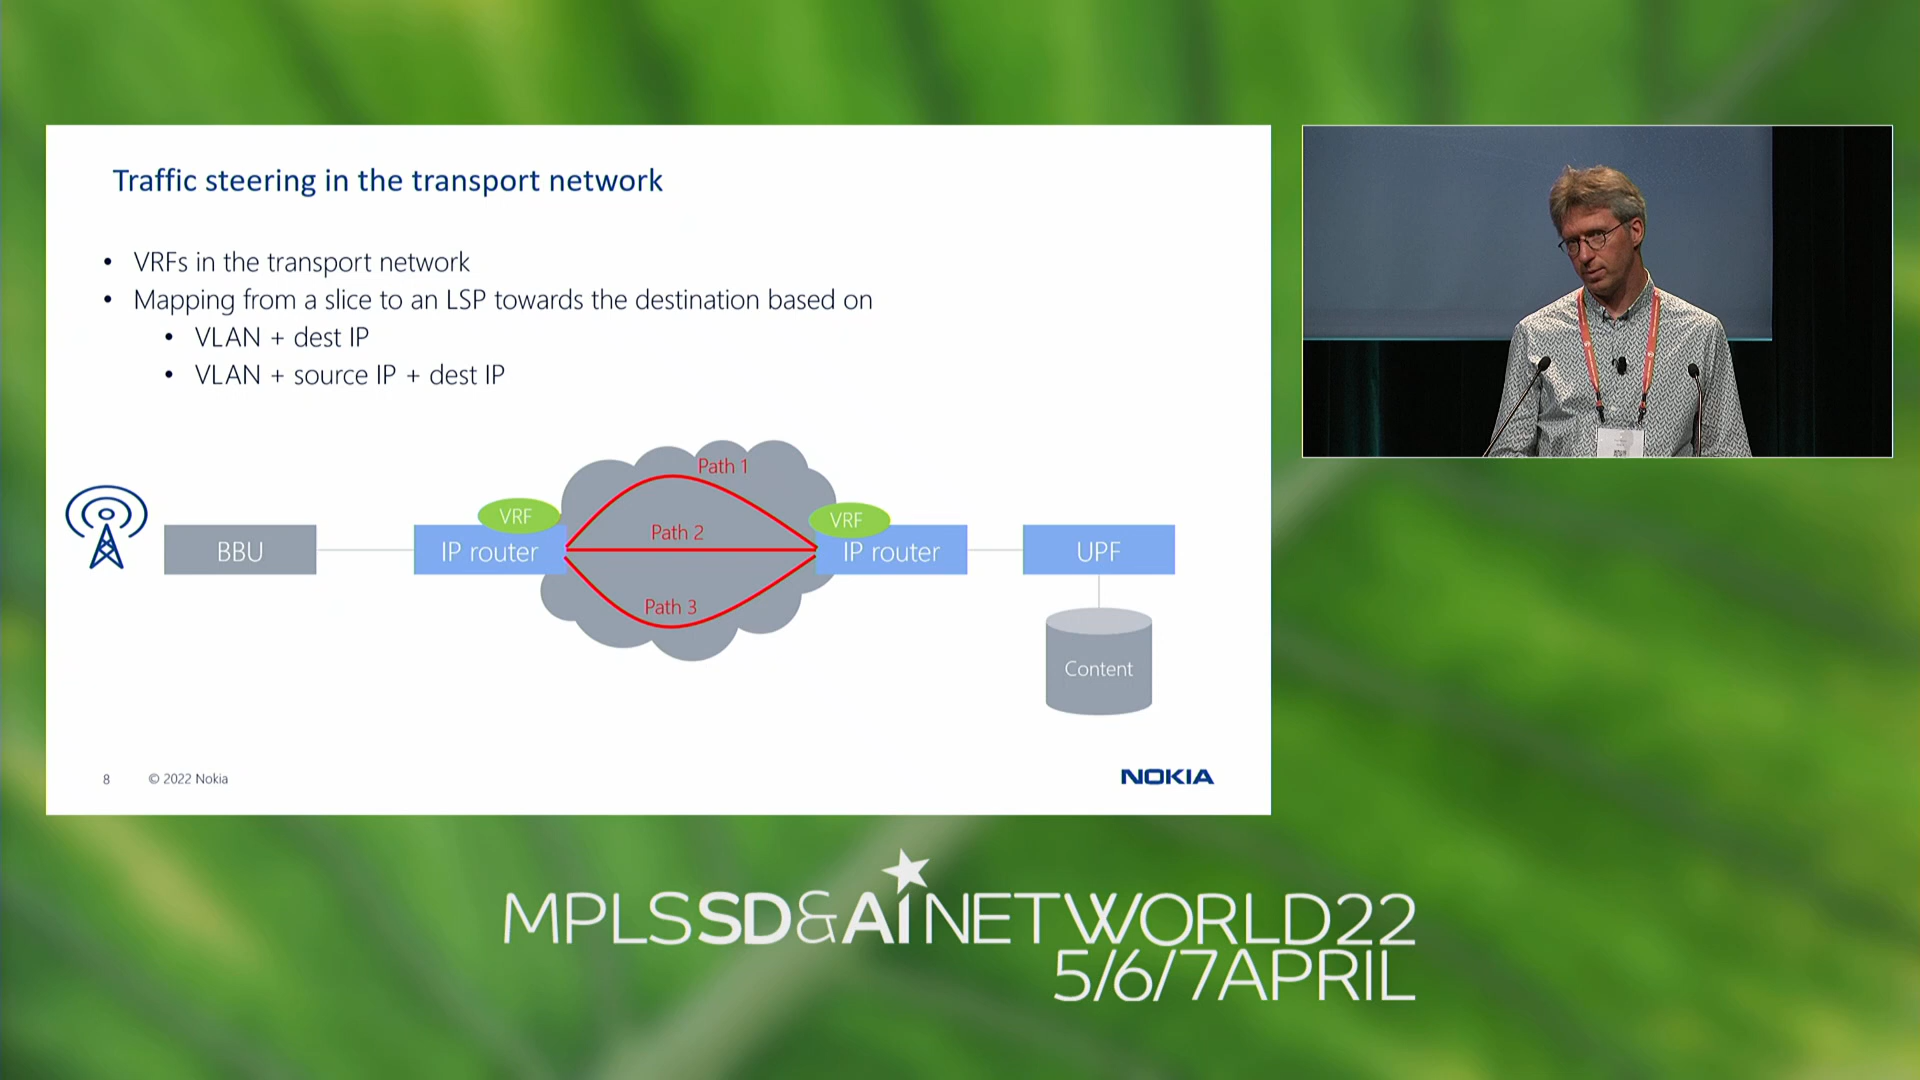 Traffic steering in the transport network
• VRFs in the transport network
• Mapping from a slice to an LSP towards the destination based on
• VLAN + dest IP
• VLAN + source IP + dest IP
Path 1
VRF
VRF
Path 2
BBU
IP router
IP router
UPF
Path 3
Content
8
© 2022 Nokia
NOKIA
MPLSSD&AINETWORLD22
5/6/7APRIL